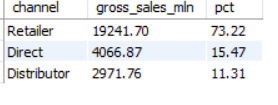 channel gross_sales_mln pct
Retailer 19241.70 73.22
Direct 4066.87 15.47
Distributor 2971.76 11.31